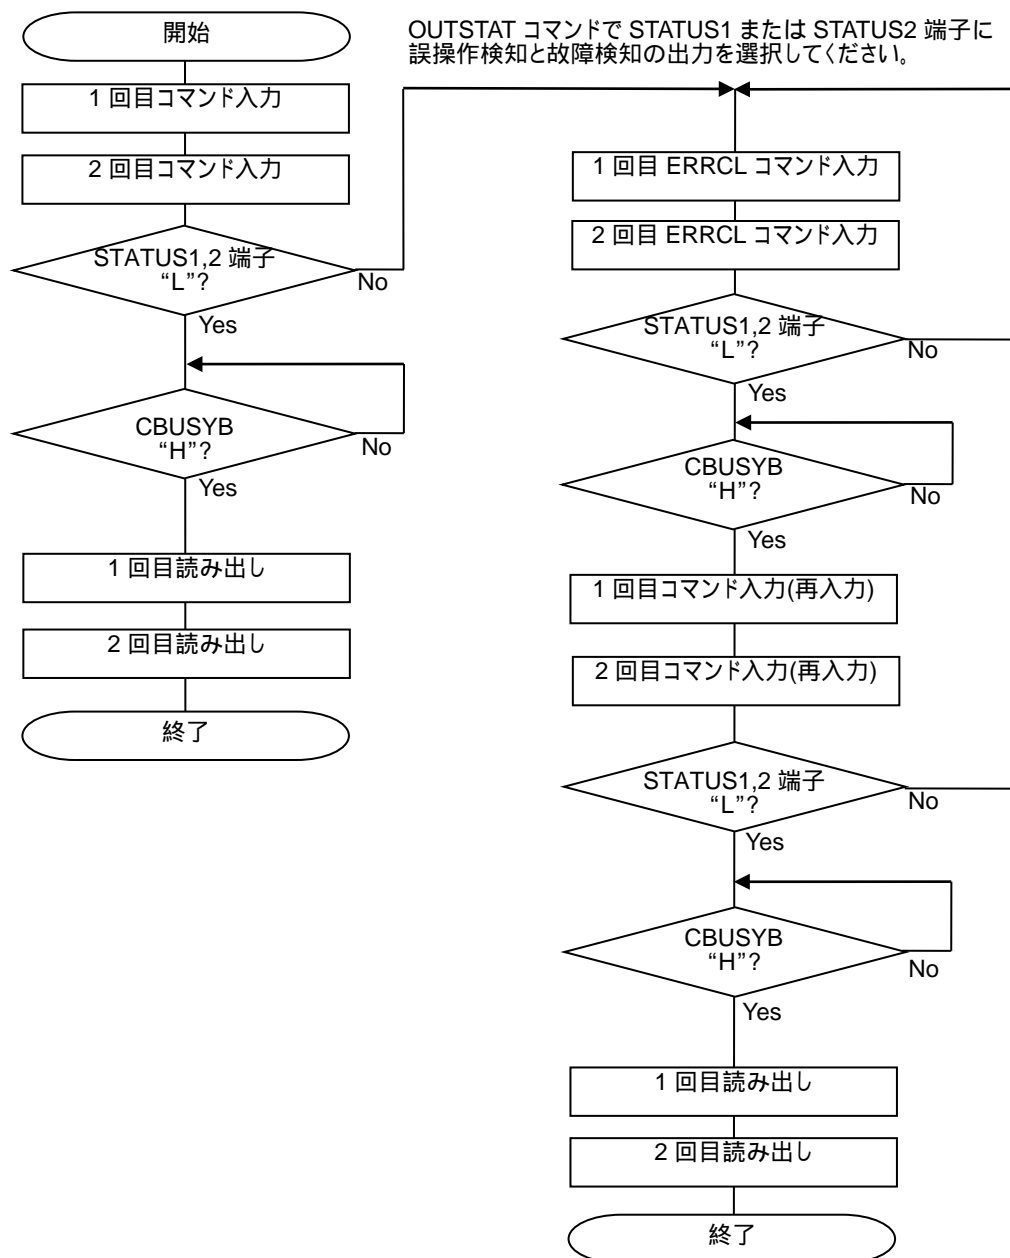 開始
1 回目コマンド入力
2 回目コマンド入力
STATUS1,2 端子
“L”?
No
Yes
CBUSYB
“H”?
No
Yes
1 回目読み出し
2 回目読み出し
終了
OUTSTAT コマンドで STATUS1 または STATUS2 端子に
誤操作検知と故障検知の出力を選択してください。
1 回目 ERRCL コマンド入力
2 回目 ERRCL コマンド入力
STATUS1,2 端子
“L”?
No
Yes
CBUSYB
“H”?
No
Yes
1 回目コマンド入力(再入力)
2 回目コマンド入力(再入力)
STATUS1,2 端子
“L”?
No
Yes
CBUSYB
“H”?
No
Yes
1 回目読み出し
2 回目読み出し
終了